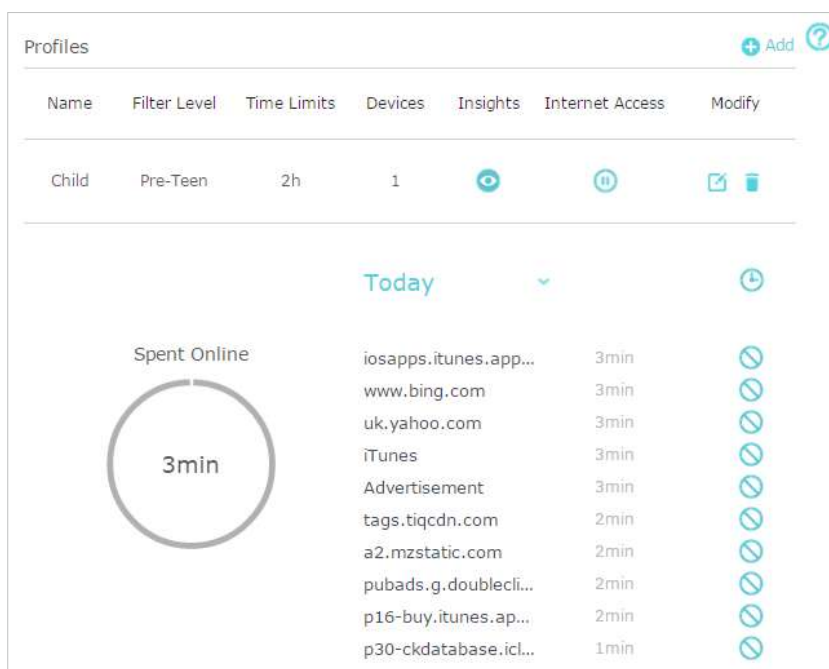 Profiles
Add
Name Filter Level Time Limits Devices Insights Internet Access Modify
Child Pre-Teen 2h 1
Today
Spent Online
3min
iosapps.itunes.app... 3min
www.bing.com 3min
uk.yahoo.com 3min
iTunes 3min
Advertisement 3min
tags.tiqcdn.com 2min
a2.mzstatic.com 2min
pubads.g.doublecli... 2min
p16-buy.itunes.ap... 2min
p30-ckdatabase.icl... 1min